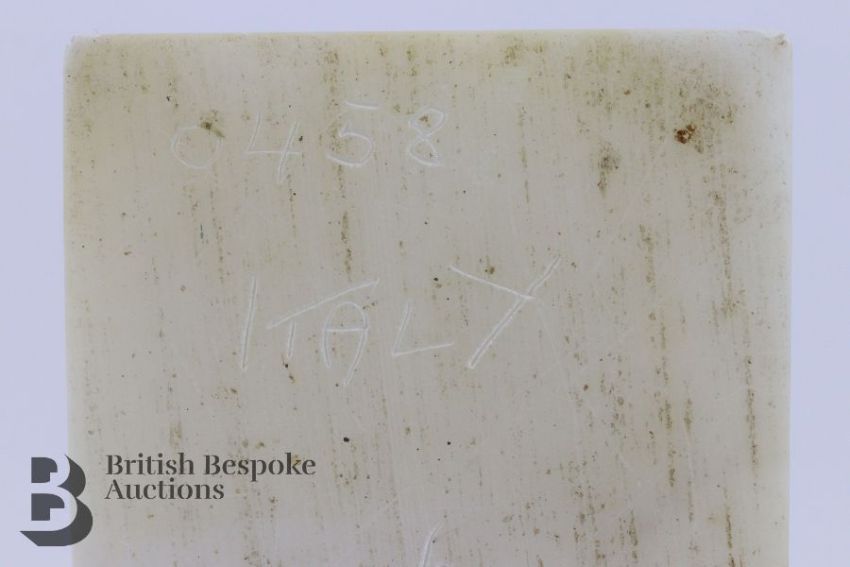 0458
ITALY
British Bespoke
Auctions